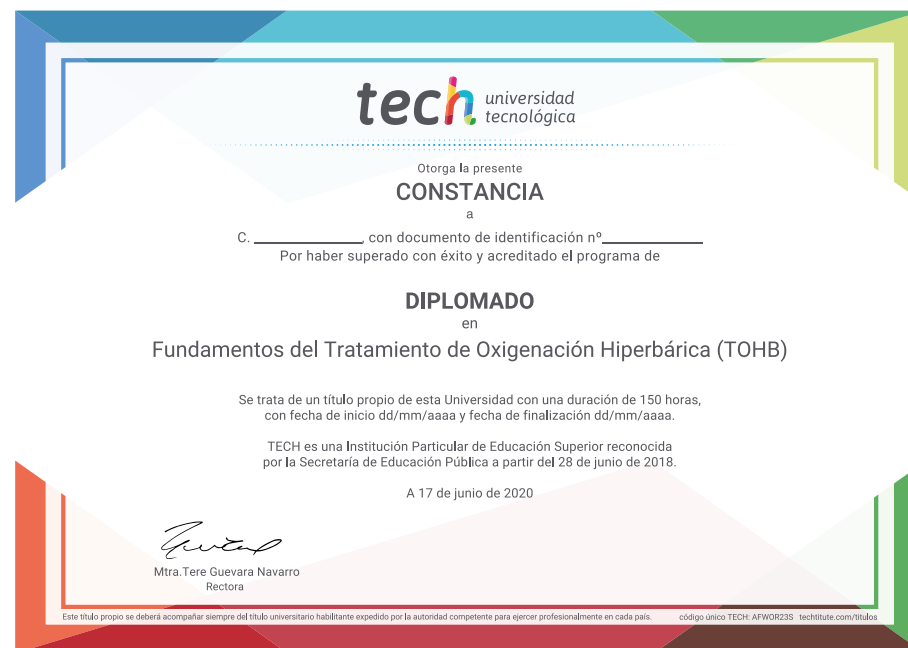 tech universidad
tecnológica
Otorga la presente
CONSTANCIA
a
C. ____________, con documento de identificación nº____________
Por haber superado con éxito y acreditado el programa de
DIPLOMADO
en
Fundamentos del Tratamiento de Oxigenación Hiperbárica (TOHB)
Se trata de un título propio de esta Universidad con una duración de 150 horas,
con fecha de inicio dd/mm/aaaa y fecha de finalización dd/mm/aaaa.
TECH es una Institución Particular de Educación Superior reconocida
por la Secretaría de Educación Pública a partir del 28 de junio de 2018.
A 17 de junio de 2020
Mtra.Tere Guevara Navarro
Rectora
Este título propio se deberá acompañar siempre del título universitario habilitante expedido por la autoridad competente para ejercer profesionalmente en cada país. código único TECH: AFWOR23S techtitute.com/titulos